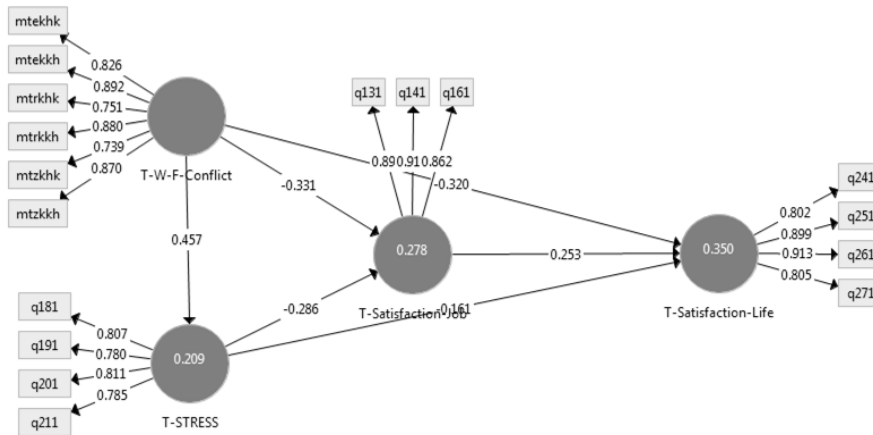 mtekhk
mtekkh
mtrkhk
mtrkkh
mtzkhk
mtzkkh
0.826
0.892
0.751
0.880
0.739
0.870
T-W-F-Conflict
q131
q141
q161
0.89
0.91
0.862
-0.331
-0.320
0.457
0.278
T-Satisfaction-Job
0.253
-0.286
-0.161
q181
q191
q201
q211
0.807
0.780
0.811
0.785
0.209
T-STRESS
0.350
T-Satisfaction-Life
0.802
0.899
0.913
0.805
q241
q251
q261
q271